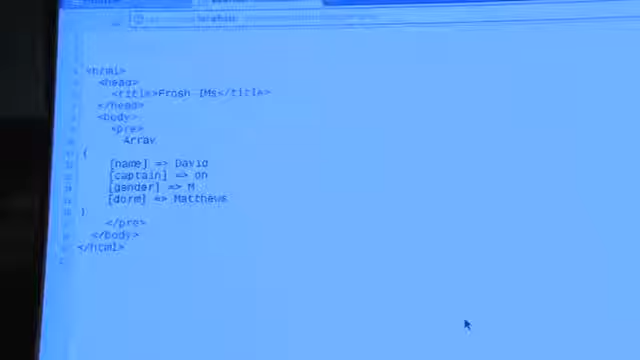 <html>
<head>
<title>Frosh IMs</title>
</head>
<body>
<pre>
Array
(
[name] => David
[captain] => on
[gender] => M
[dorm] => Matthews
)
</pre>
</body>
</html>